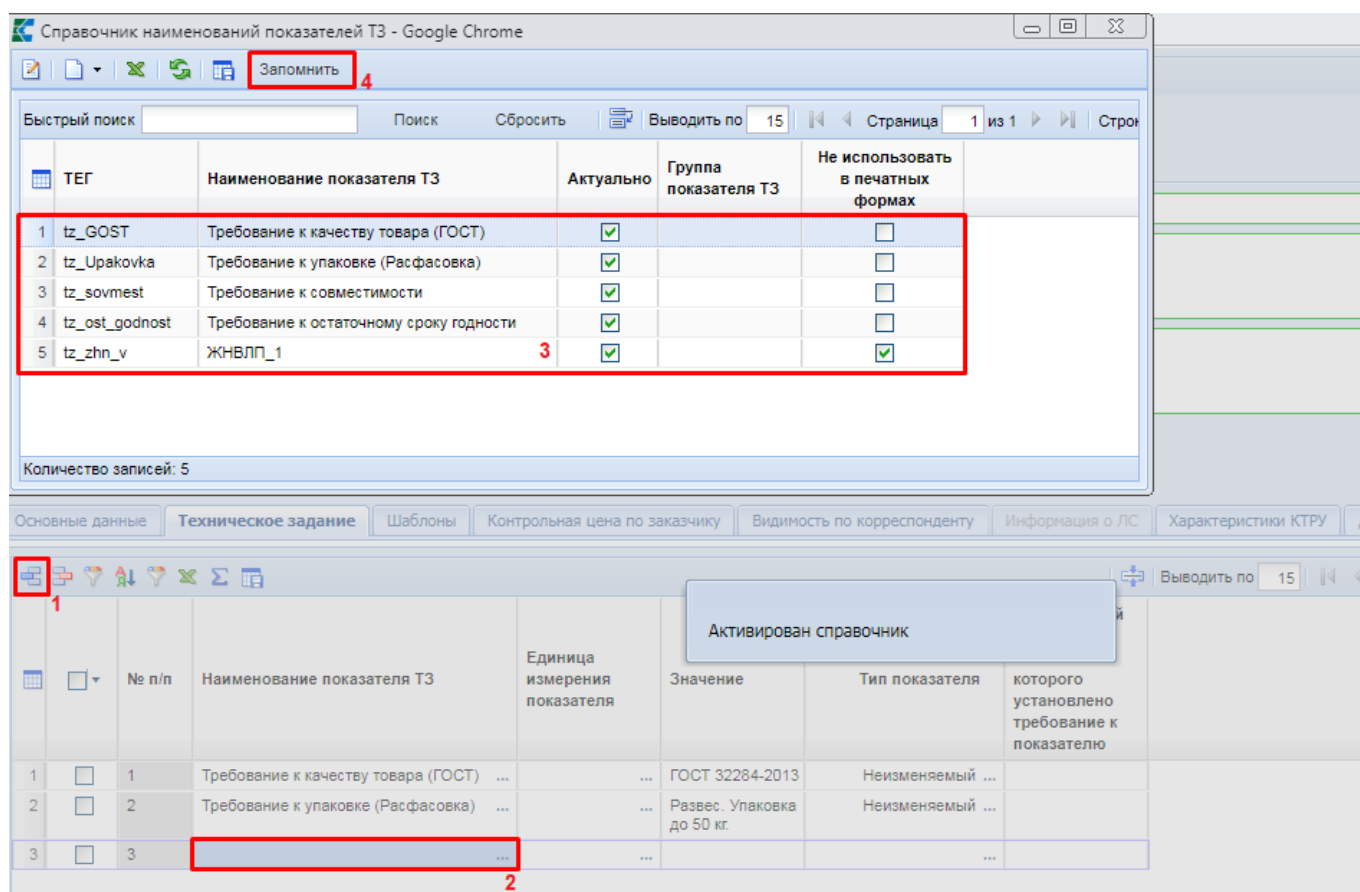 Справочник наименований показателей ТЗ - Google Chrome
Запомнить
4
Быстрый поиск Поиск Сбросить Выводить по 15 Страница 1 из 1
ТЕГ Наименование показателя ТЗ Актуально Группа показателя ТЗ Не использовать в печатных формах
1 tz_GOST Требование к качеству товара (ГОСТ)
2 tz_Upakovka Требование к упаковке (Расфасовка)
3 tz_sovmest Требование к совместимости
4 tz_ost_godnost Требование к остаточному сроку годности
5 tz_zhn_v ЖНВЛП_1 3
Количество записей: 5
Основные данные Техническое задание Шаблоны Контрольная цена по заказчику Видимость по корреспонденту Информация о ЛС Характеристики КТРУ
Выводить по 15
1
Активирован справочник
№ п/п Наименование показателя ТЗ Единица измерения показателя Значение Тип показателя которого установлено требование к показателю
1 1 Требование к качеству товара (ГОСТ) ... ... ГОСТ 32284-2013 Неизменяемый ...
2 2 Требование к упаковке (Расфасовка) ... ... Развес. Упаковка до 50 кг. Неизменяемый ...
3 3 ... ... ...
2